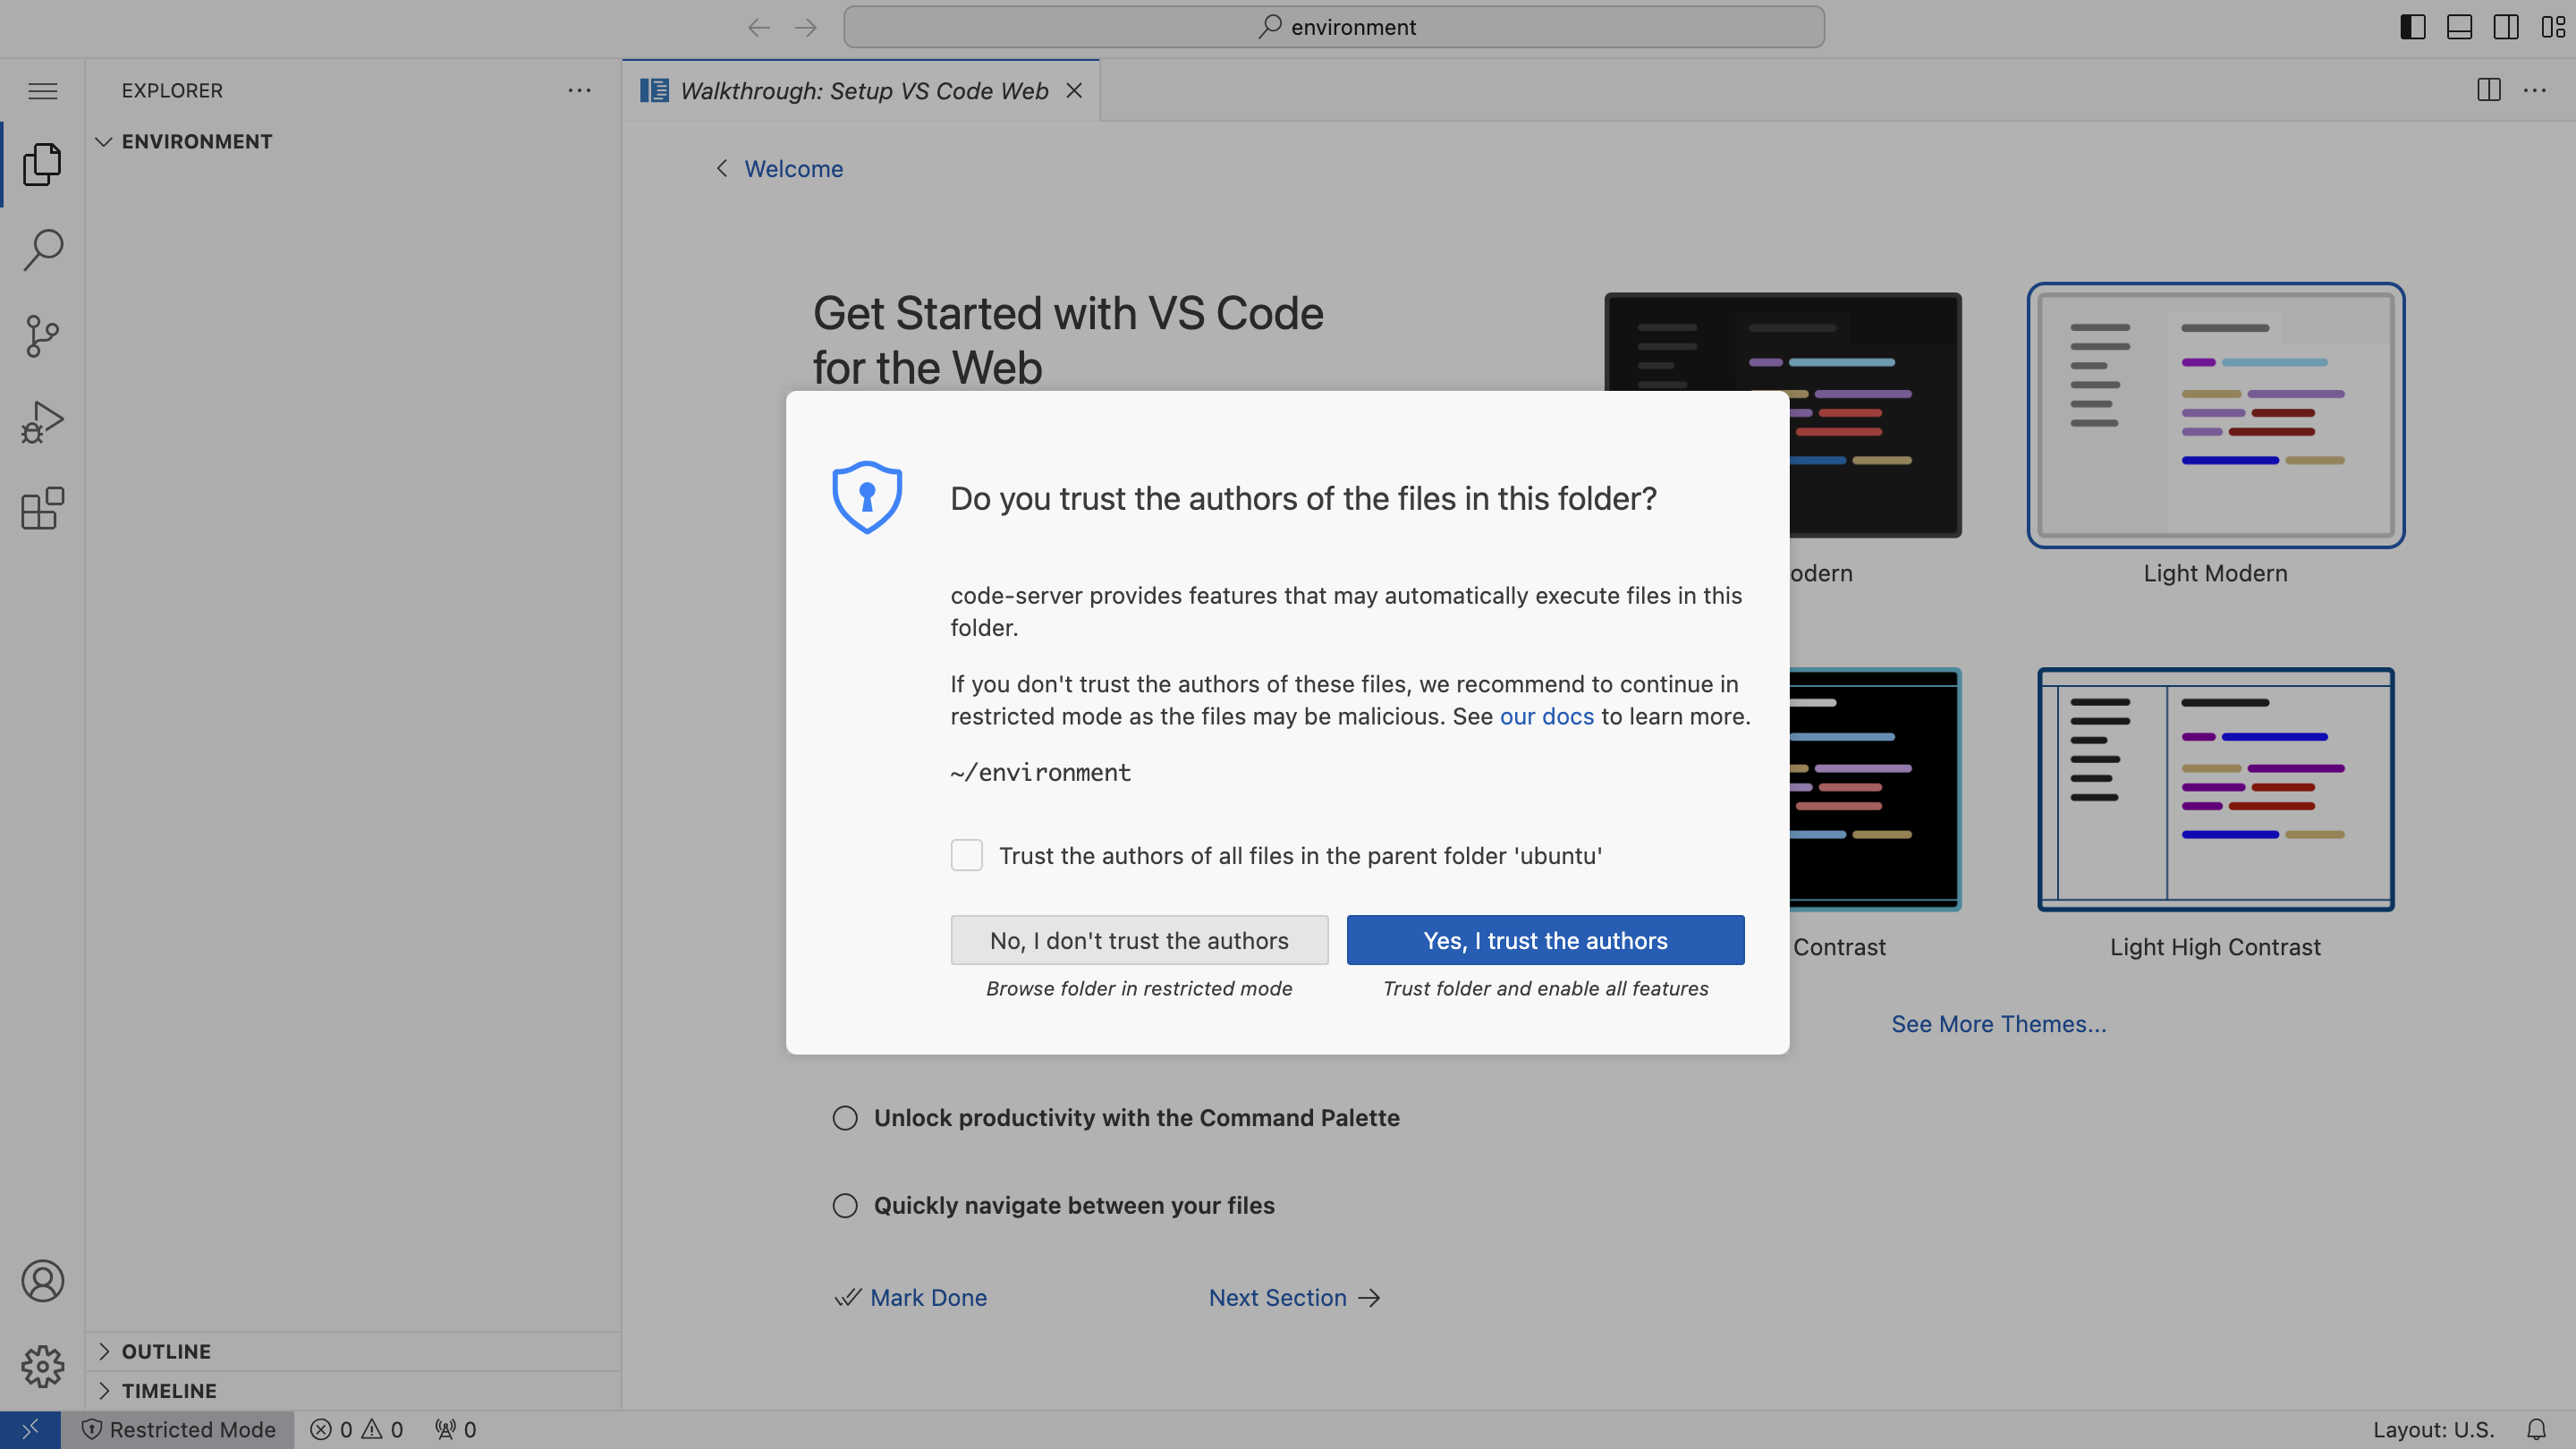 environment
EXPLORER
ENVIRONMENT
Walkthrough: Setup VS Code Web
Welcome
Get Started with VS Code
for the Web
odern
Light Modern
Contrast
Light High Contrast
See More Themes...
Do you trust the authors of the files in this folder?
code-server provides features that may automatically execute files in this
folder.
If you don't trust the authors of these files, we recommend to continue in
restricted mode as the files may be malicious. See our docs to learn more.
~/environment
Trust the authors of all files in the parent folder 'ubuntu'
No, I don't trust the authors
Yes, I trust the authors
Browse folder in restricted mode
Trust folder and enable all features
Unlock productivity with the Command Palette
Quickly navigate between your files
Mark Done
Next Section
OUTLINE
TIMELINE
Restricted Mode
0
0
0
Layout: U.S.